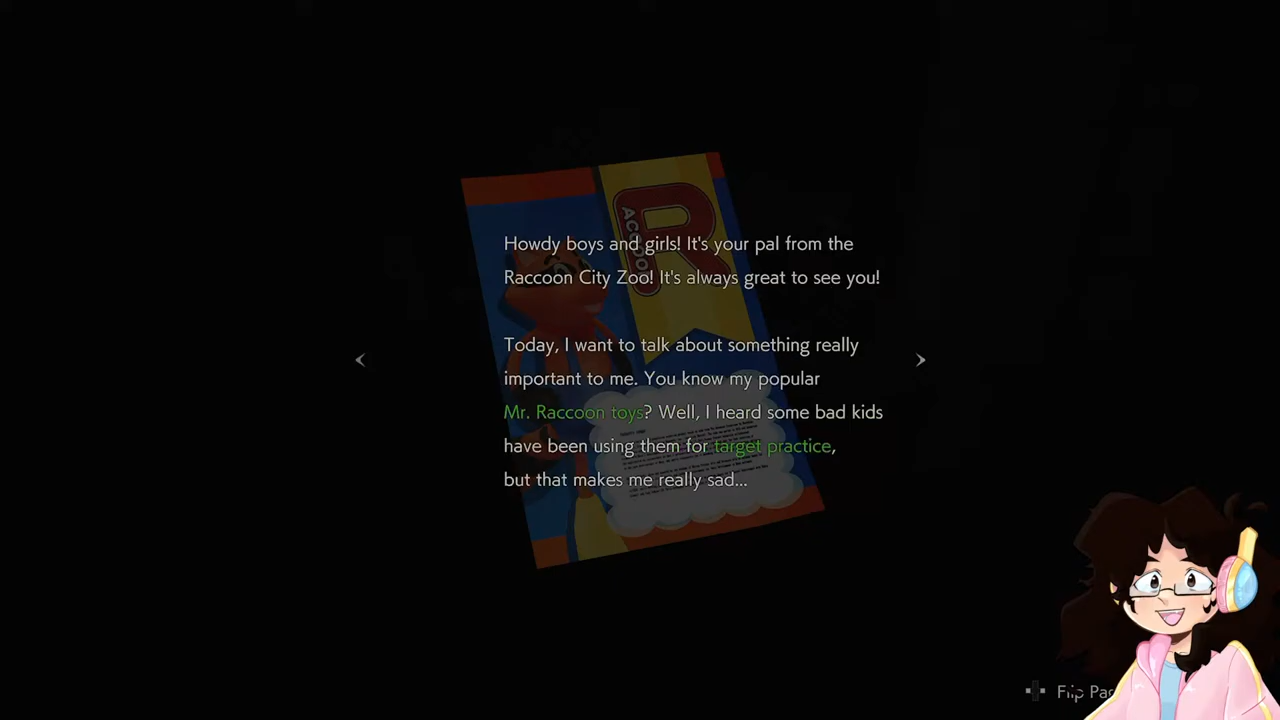 Howdy boys and girls! It's your pal from the
Raccoon City Zoo! It's always great to see you!
Today, I want to talk about something really
important to me. You know my popular
Mr. Raccoon toys? Well, I heard some bad kids
have been using them for target practice,
but that makes me really sad...
Flip